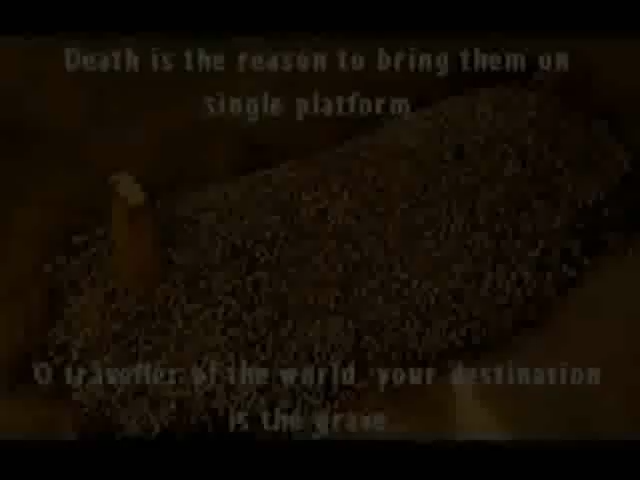 Death is the reason to bring them on
single platform
O traveller of the world, your destination
is the grave